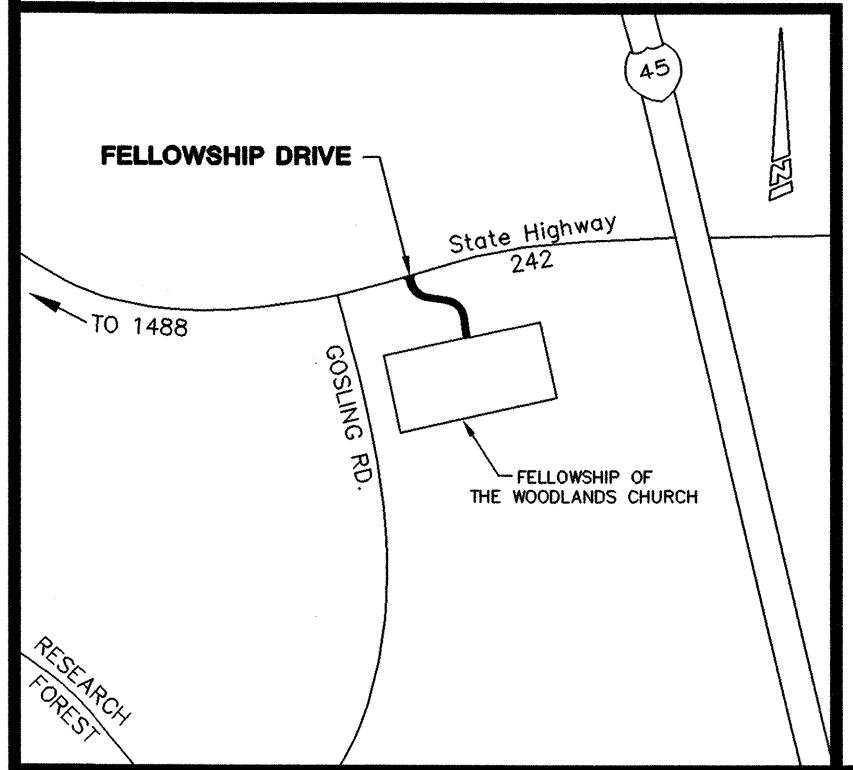 45
N
FELLOWSHIP DRIVE
State Highway
242
TO 1488
GOSLING RD.
FELLOWSHIP OF
THE WOODLANDS CHURCH
RESEARCH
FOREST